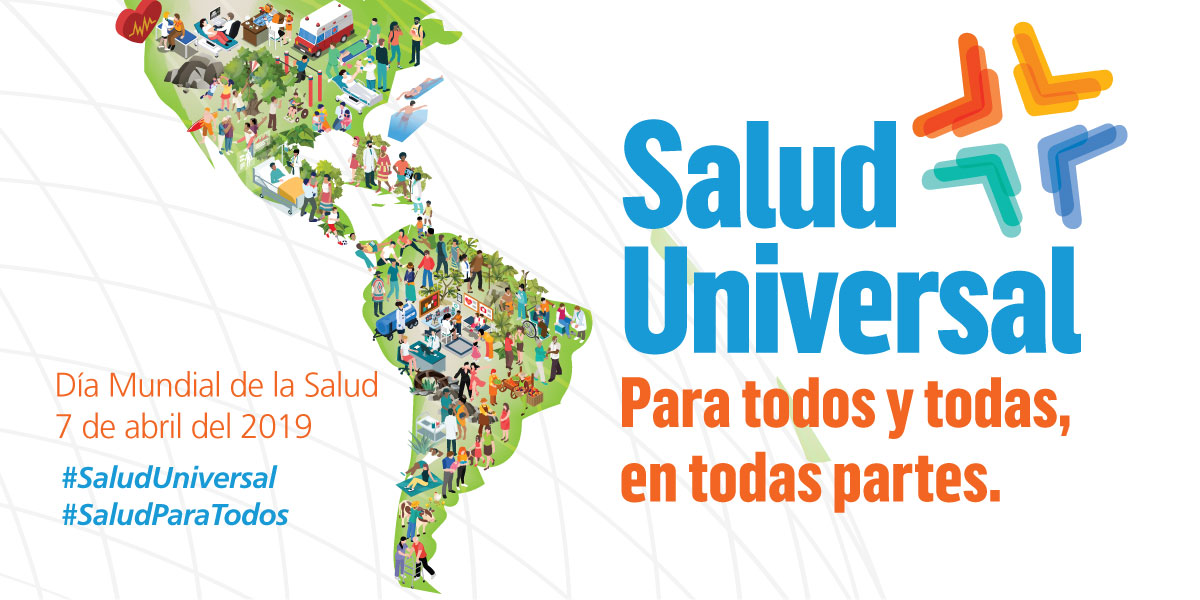 Salud
Universal
Para todos y todas,
en todas partes.
Día Mundial de la Salud
7 de abril del 2019
#SaludUniversal
#SaludParaTodos